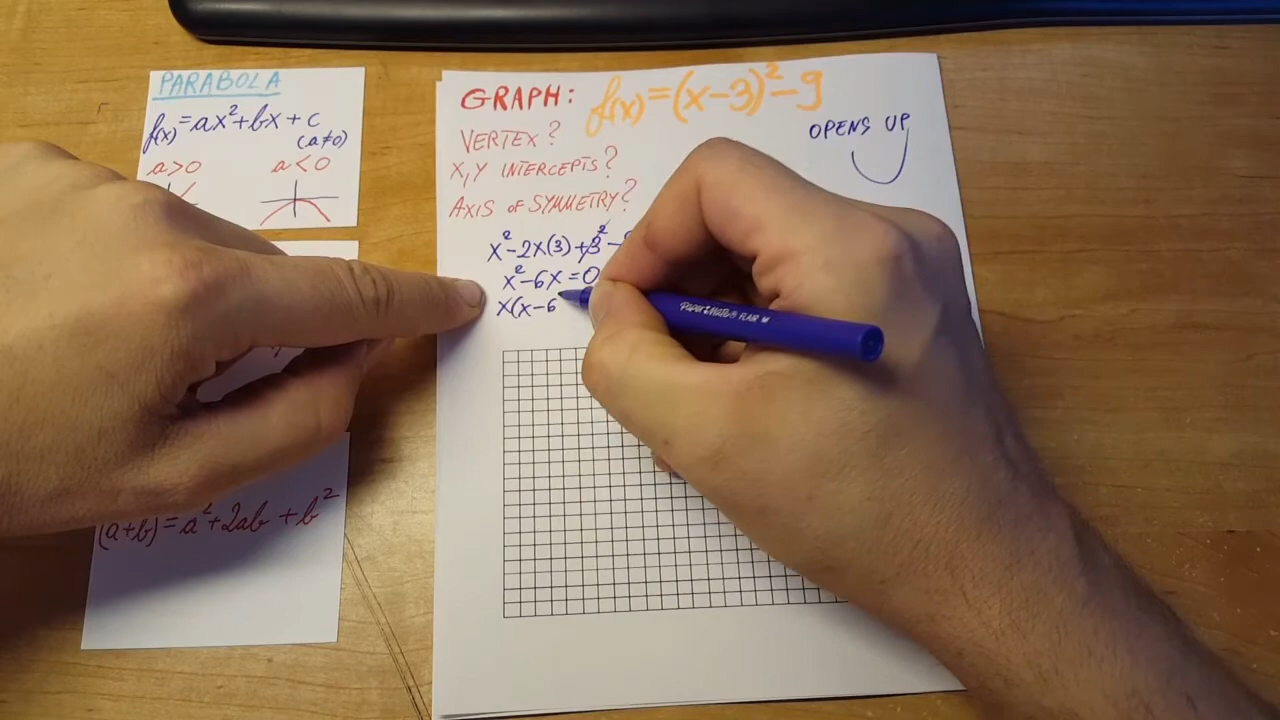 PARABOLA
f(x)=ax²+bx+c
(a≠0)
a>0
a<0
(a+b)=a²+2ab+b²
GRAPH: f(x)=(x-3)²-9
OPENS UP
VERTEX?
X,Y INTERCEPTS?
AXIS OF SYMMETRY?
x²-2x(3)+3²-
x²-6x=0
x(x-6
PAPER MATE® FLAIR M